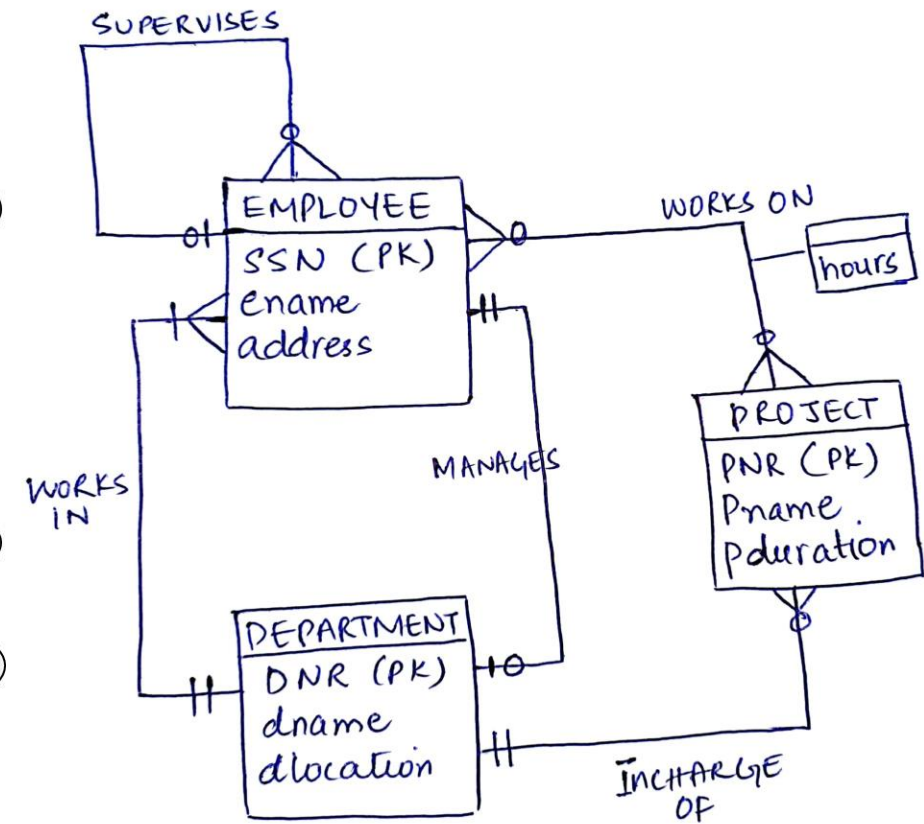 SUPERVISES
EMPLOYEE
SSN (PK)
ename
address
WORKS ON
hours
PROJECT
PNR (PK)
Pname
Pduration
MANAGES
WORKS
IN
DEPARTMENT
DNR (PK)
dname
dlocation
INCHARGE
OF